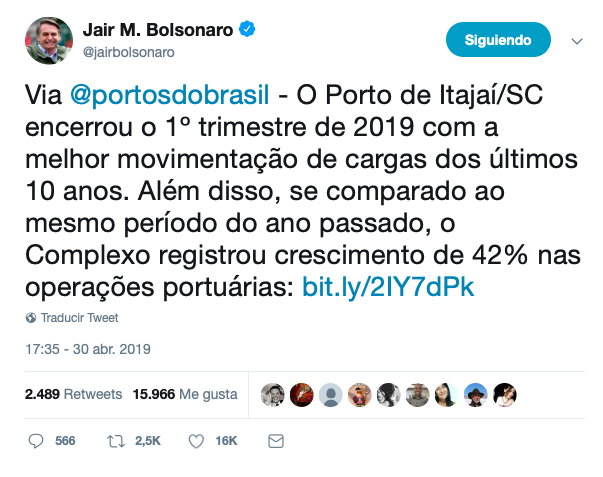 Jair M. Bolsonaro
@jairbolsonaro
Siguiendo
Via @portosdobrasil - O Porto de Itajaí/SC
encerrou o 1º trimestre de 2019 com a
melhor movimentação de cargas dos últimos
10 anos. Além disso, se comparado ao
mesmo período do ano passado, o
Complexo registrou crescimento de 42% nas
operações portuárias: bit.ly/2IY7dPk
Traducir Tweet
17:35 - 30 abr. 2019
2.489 Retweets 15.966 Me gusta
566 2,5K 16K